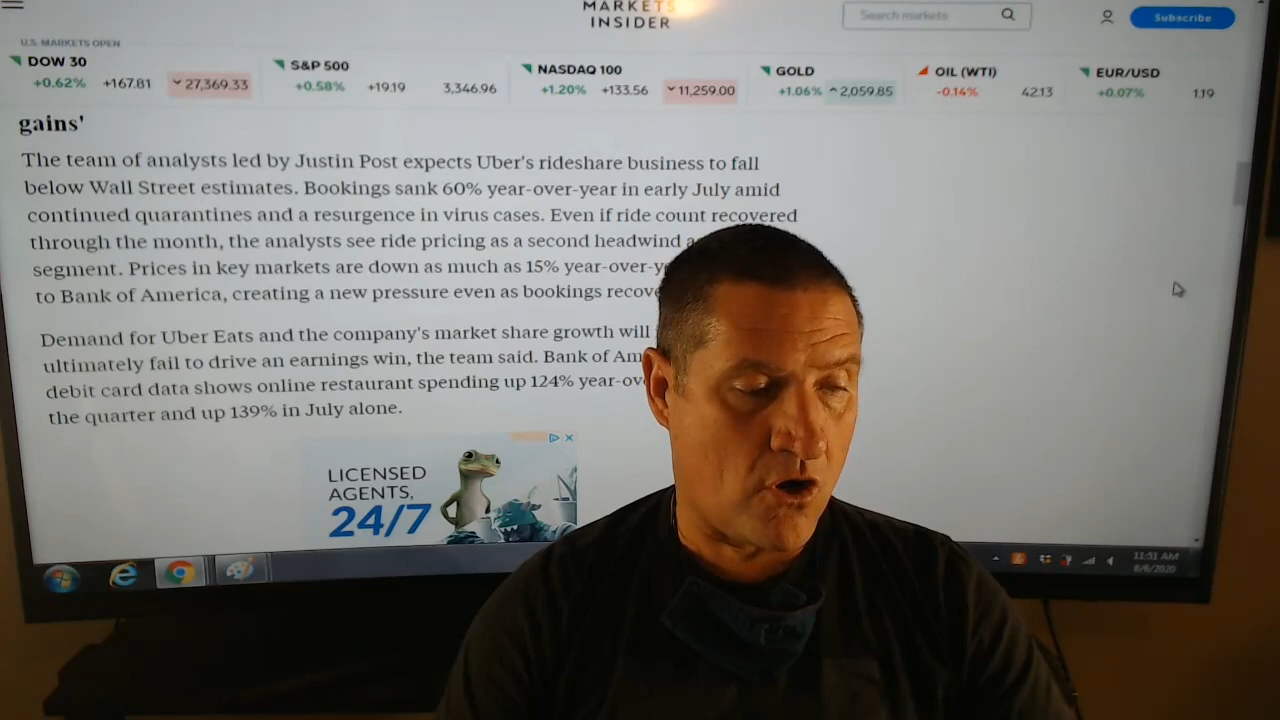 MARKETS
INSIDER
Search markets
Subscribe
U.S. MARKETS OPEN
DOW 30
+0.62% +167.81 27,369.33
S&P 500
+0.58% +19.19 3,346.96
NASDAQ 100
+1.20% +133.56 11,259.00
GOLD
+1.06% 2,059.85
OIL (WTI)
-0.14% 42.13
EUR/USD
+0.07% 1.19
gains'
The team of analysts led by Justin Post expects Uber's rideshare business to fall
below Wall Street estimates. Bookings sank 60% year-over-year in early July amid
continued quarantines and a resurgence in virus cases. Even if ride count recovered
through the month, the analysts see ride pricing as a second headwind
segment. Prices in key markets are down as much as 15% year-over-y
to Bank of America, creating a new pressure even as bookings recove
Demand for Uber Eats and the company's market share growth will
ultimately fail to drive an earnings win, the team said. Bank of Am
debit card data shows online restaurant spending up 124% year-ov
the quarter and up 139% in July alone.
LICENSED
AGENTS,
24/7
11:51 AM
8/6/2020